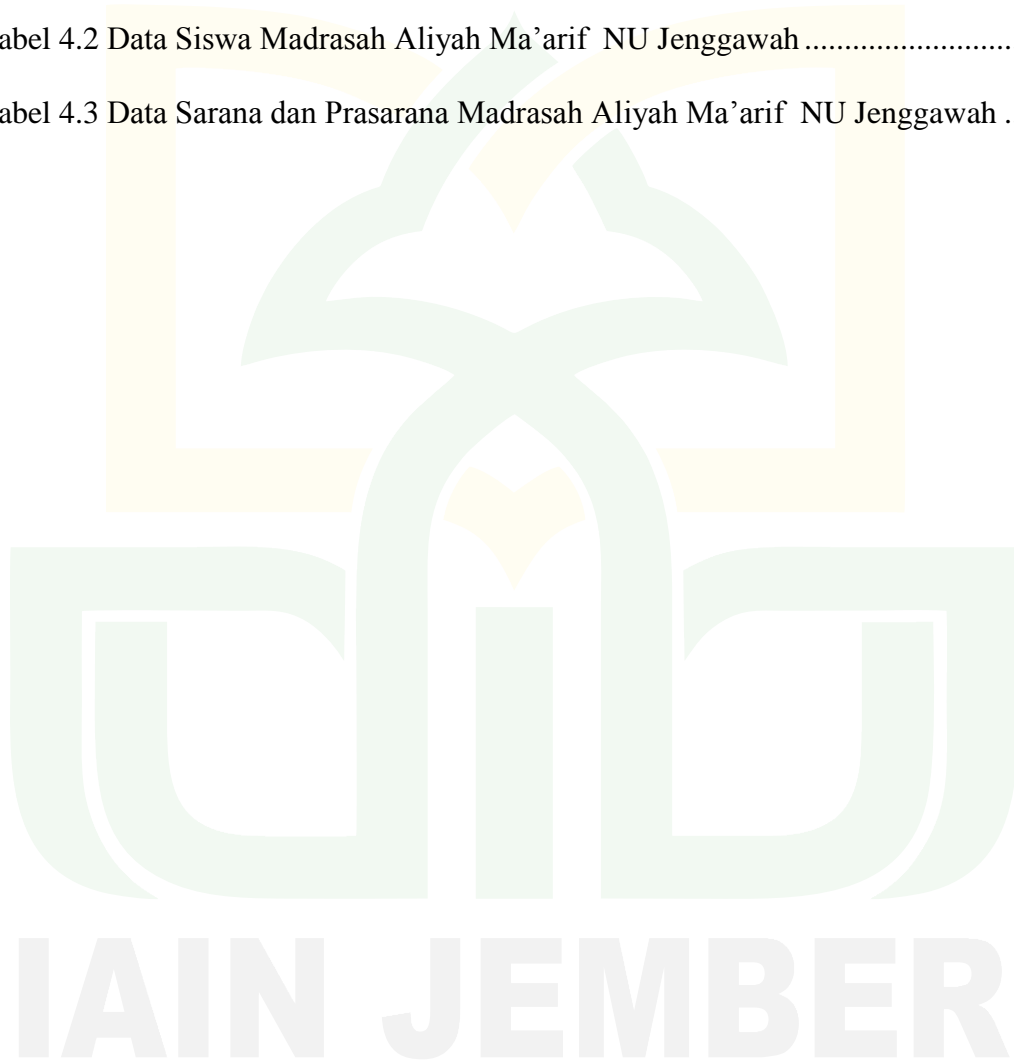 abel 4.2 Data Siswa Madrasah Aliyah Ma’arif  NU Jenggawah ..........................
abel 4.3 Data Sarana dan Prasarana Madrasah Aliyah Ma’arif  NU Jenggawah .
IAIN JEMBER